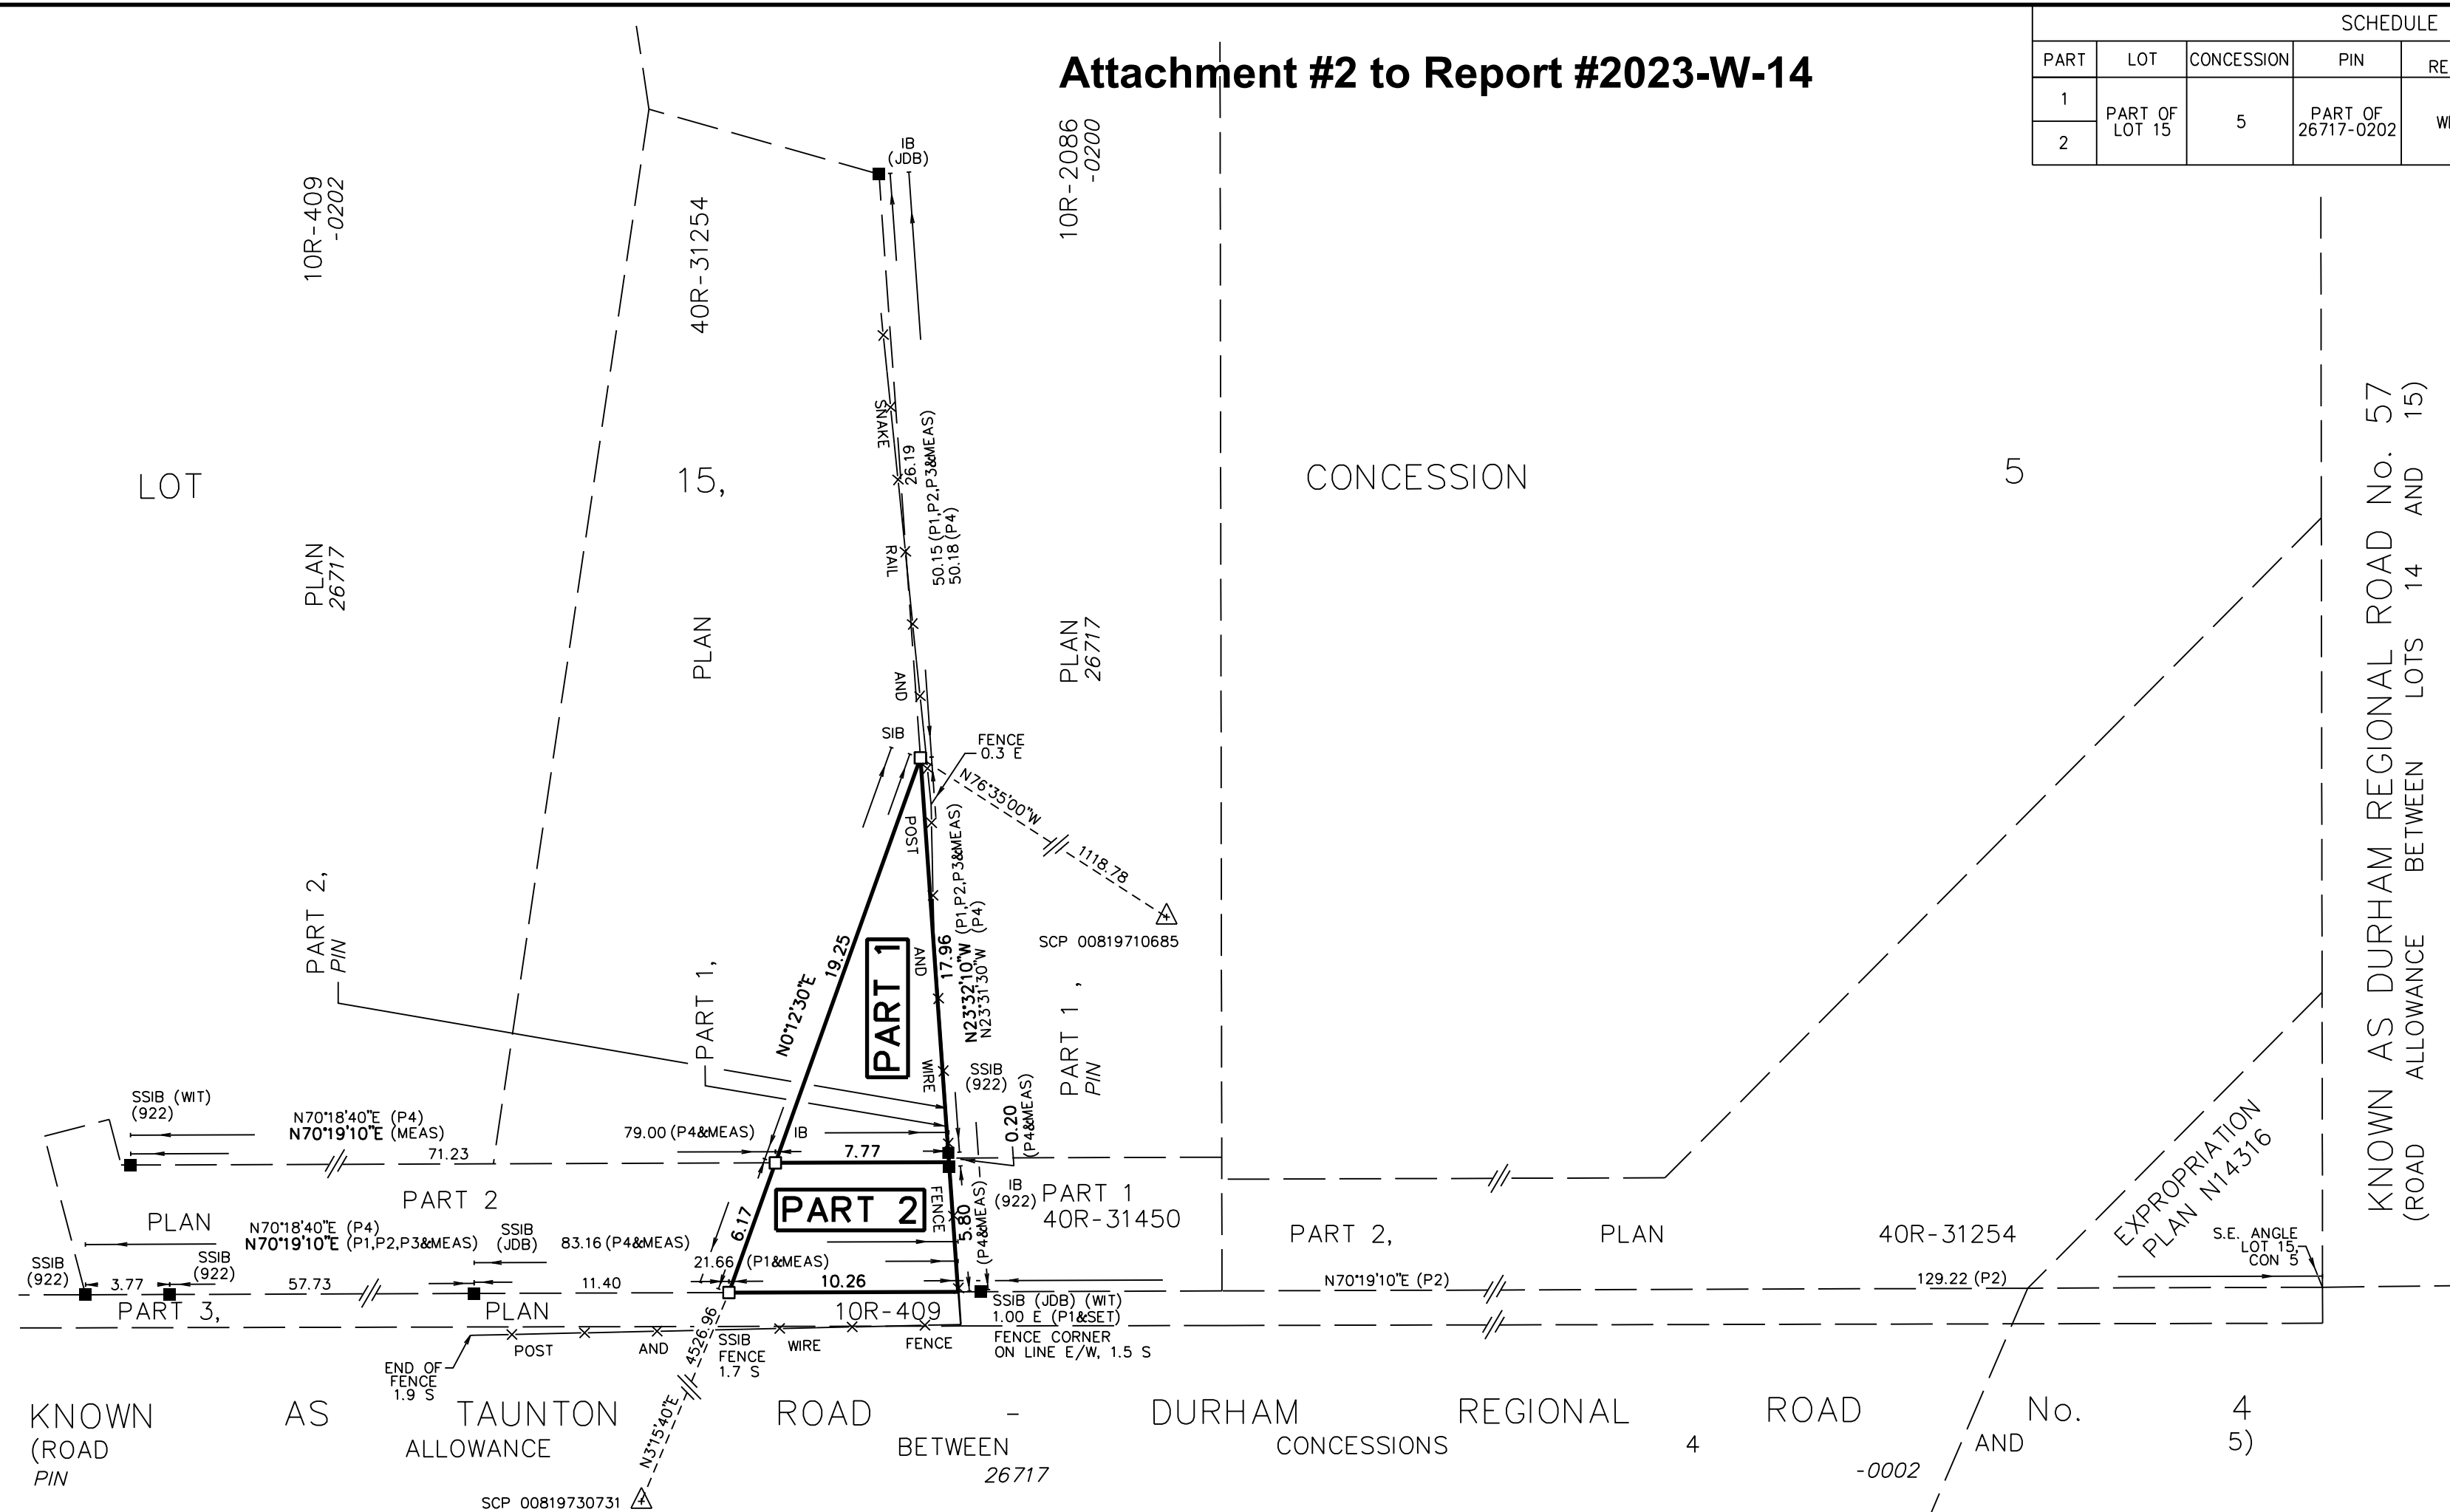 Attachment #2 to Report #2023-W-14
SCHEDULE
PART LOT CONCESSION PIN RE
1
2
PART OF
LOT 15
5
PART OF
26717-0202
IB
(JDB)
10R-409
-0202
40R-31254
10R-2086
-0200
LOT 15, CONCESSION 5
SNAKE
RAIL
AND
POST
AND
WIRE
FENCE
26.19
50.15 (P1,P2,P3&MEAS)
50.18 (P4)
PLAN
26717
PLAN
PLAN
26717
KNOWN AS DURHAM REGIONAL ROAD No. 57
(ROAD ALLOWANCE BETWEEN LOTS 14 AND 15)
SIB
FENCE
0.3 E
N76°35'00"W
1118.78
SCP 00819710685
PART 2,
PIN
PART 1,
PART 1 ,
PIN
19.25
N0°12'30"E
PART 1
17.96
N23°32'10"W (P1,P2,P3&MEAS)
N23°31'30"W (P4)
SSIB
(922)
0.20
(P4&MEAS)
SSIB (WIT)
(922)
N70°18'40"E (P4)
N70°19'10"E (MEAS)
71.23
79.00 (P4&MEAS)
IB
7.77
PART 2
PART 2
6.17
5.80
(P4&MEAS)
IB
(922)
PART 1
40R-31450
PLAN
N70°18'40"E (P4)
N70°19'10"E (P1,P2,P3&MEAS)
SSIB
(JDB)
83.16 (P4&MEAS)
21.66 (P1&MEAS)
10.26
SSIB
(922)
3.77
SSIB
(922)
57.73
11.40
PART 2, PLAN 40R-31254
EXPROPRIATION
PLAN N14316
S.E. ANGLE
LOT 15,
CON 5
N70°19'10"E (P2)
129.22 (P2)
PART 3, PLAN 10R-409
SSIB (JDB) (WIT)
1.00 E (P1&SET)
FENCE CORNER
ON LINE E/W, 1.5 S
POST AND WIRE FENCE
SSIB
FENCE
1.7 S
END OF
FENCE
1.9 S
4526.96
N3°15'40"E
SCP 00819730731
KNOWN AS TAUNTON ROAD - DURHAM REGIONAL ROAD No. 4
(ROAD ALLOWANCE BETWEEN CONCESSIONS 4 AND 5)
PIN 26717 -0002